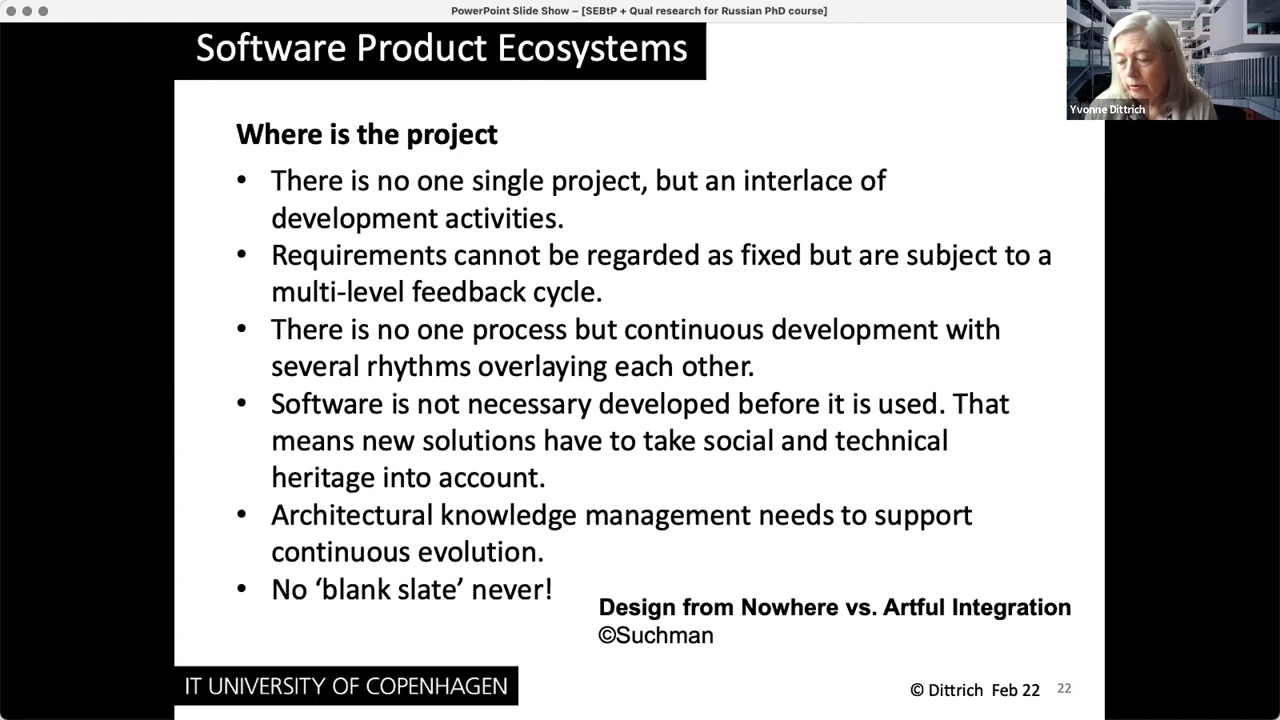 PowerPoint Slide Show – [SEBtP + Qual research for Russian PhD course]
Software Product Ecosystems
Yvonne Dittrich
Where is the project
• There is no one single project, but an interlace of
development activities.
• Requirements cannot be regarded as fixed but are subject to a
multi-level feedback cycle.
• There is no one process but continuous development with
several rhythms overlaying each other.
• Software is not necessary developed before it is used. That
means new solutions have to take social and technical
heritage into account.
• Architectural knowledge management needs to support
continuous evolution.
• No ‘blank slate’ never!
Design from Nowhere vs. Artful Integration
©Suchman
IT UNIVERSITY OF COPENHAGEN
© Dittrich Feb 22 22